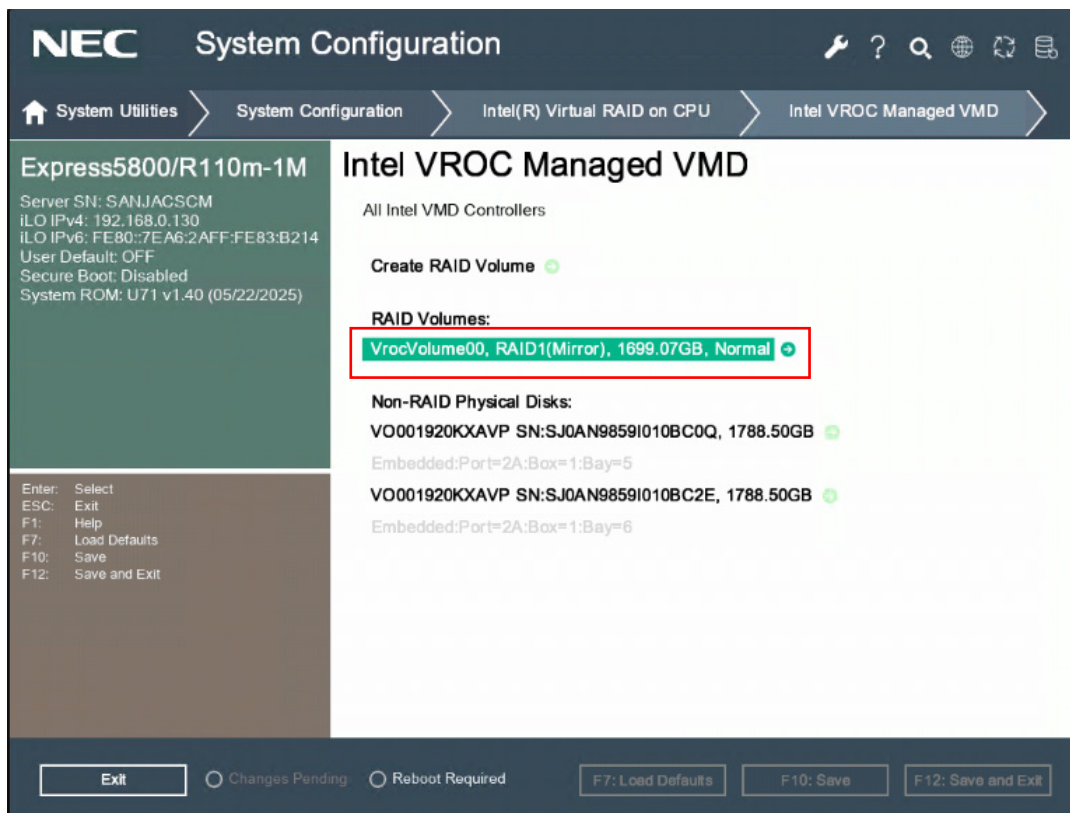 NEC System Configuration
System Utilities System Configuration Intel(R) Virtual RAID on CPU Intel VROC Managed VMD
Express5800/R110m-1M
Server SN: SANJACSCM
iLO IPv4: 192.168.0.130
iLO IPv6: FE80::7EA6:2AFF:FE83:B214
User Default: OFF
Secure Boot: Disabled
System ROM: U71 v1.40 (05/22/2025)
Enter: Select
ESC: Exit
F1: Help
F7: Load Defaults
F10: Save
F12: Save and Exit
Intel VROC Managed VMD
All Intel VMD Controllers
Create RAID Volume
RAID Volumes:
VrocVolume00, RAID1(Mirror), 1699.07GB, Normal
Non-RAID Physical Disks:
VO001920KXAVP SN:SJ0AN9859I010BC0Q, 1788.50GB
Embedded:Port=2A:Box=1:Bay=5
VO001920KXAVP SN:SJ0AN9859I010BC2E, 1788.50GB
Embedded:Port=2A:Box=1:Bay=6
Exit Changes Pending Reboot Required F7: Load Defaults F10: Save F12: Save and Exit